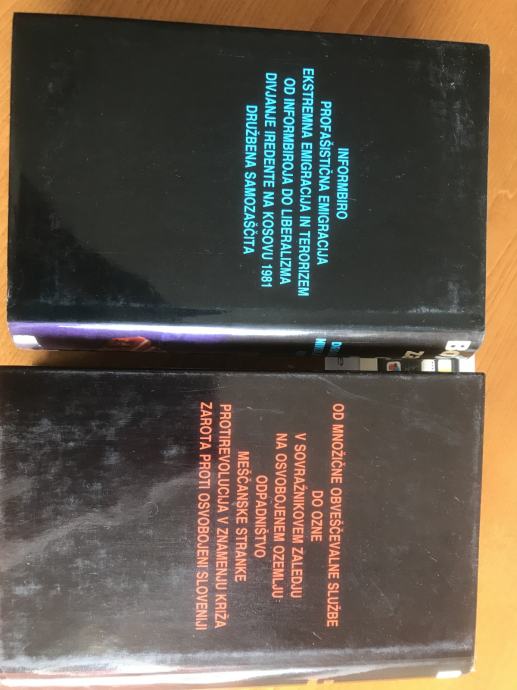 INFORMBIRO
PROFAŠISTIČNA EMIGRACIJA
EKSTREMNA EMIGRACIJA IN TERORIZEM
OD INFORMBIROJA DO LIBERALIZMA
DIVJANJE IREDENTE NA KOSOVU 1981
DRUŽBENA SAMOZAŠČITA
OD MNOŽIČNE OBVEŠČEVALNE SLUŽBE
DO OZNE
V SOVRAŽNIKOVEM ZALEDJU
NA OSVOBOJENEM OZEMLJU:
ODPADNIŠTVO
MEŠČANSKE STRANKE
PROTIREVOLUCIJA V ZNAMENJU KRIŽA
ZAROTA PROTI OSVOBOJENI SLOVENIJI